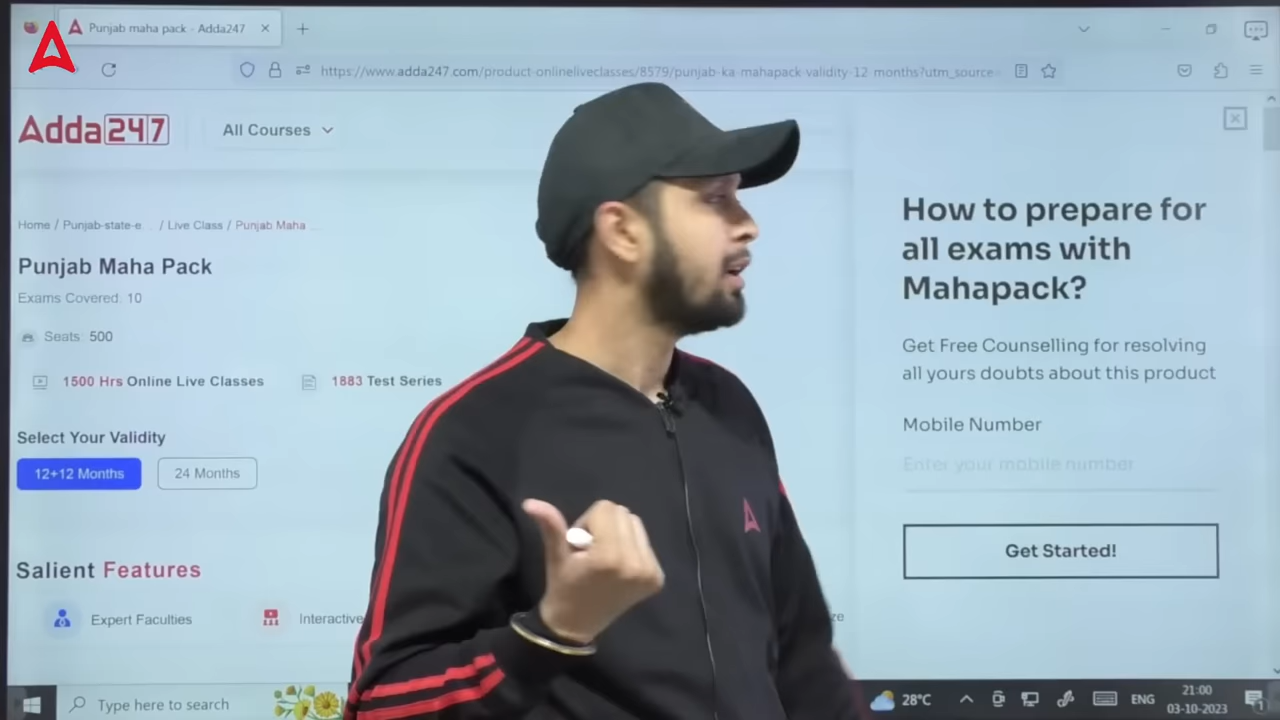 Punjab maha pack - Adda247
https://www.adda247.com/product-onlineliveclasses/8579/punjab-ka-mahapack-validity-12 months?utm_source
Adda247
All Courses
Home / Punjab-state-e ... / Live Class / Punjab Maha ...
Punjab Maha Pack
Exams Covered: 10
Seats: 500
1500 Hrs Online Live Classes
1883 Test Series
Select Your Validity
12+12 Months
24 Months
Salient Features
Expert Faculties
Interactive
How to prepare for
all exams with
Mahapack?
Get Free Counselling for resolving
all yours doubts about this product
Mobile Number
Enter your mobile number
Get Started!
Type here to search
28°C
ENG
21:00
03-10-2023
1